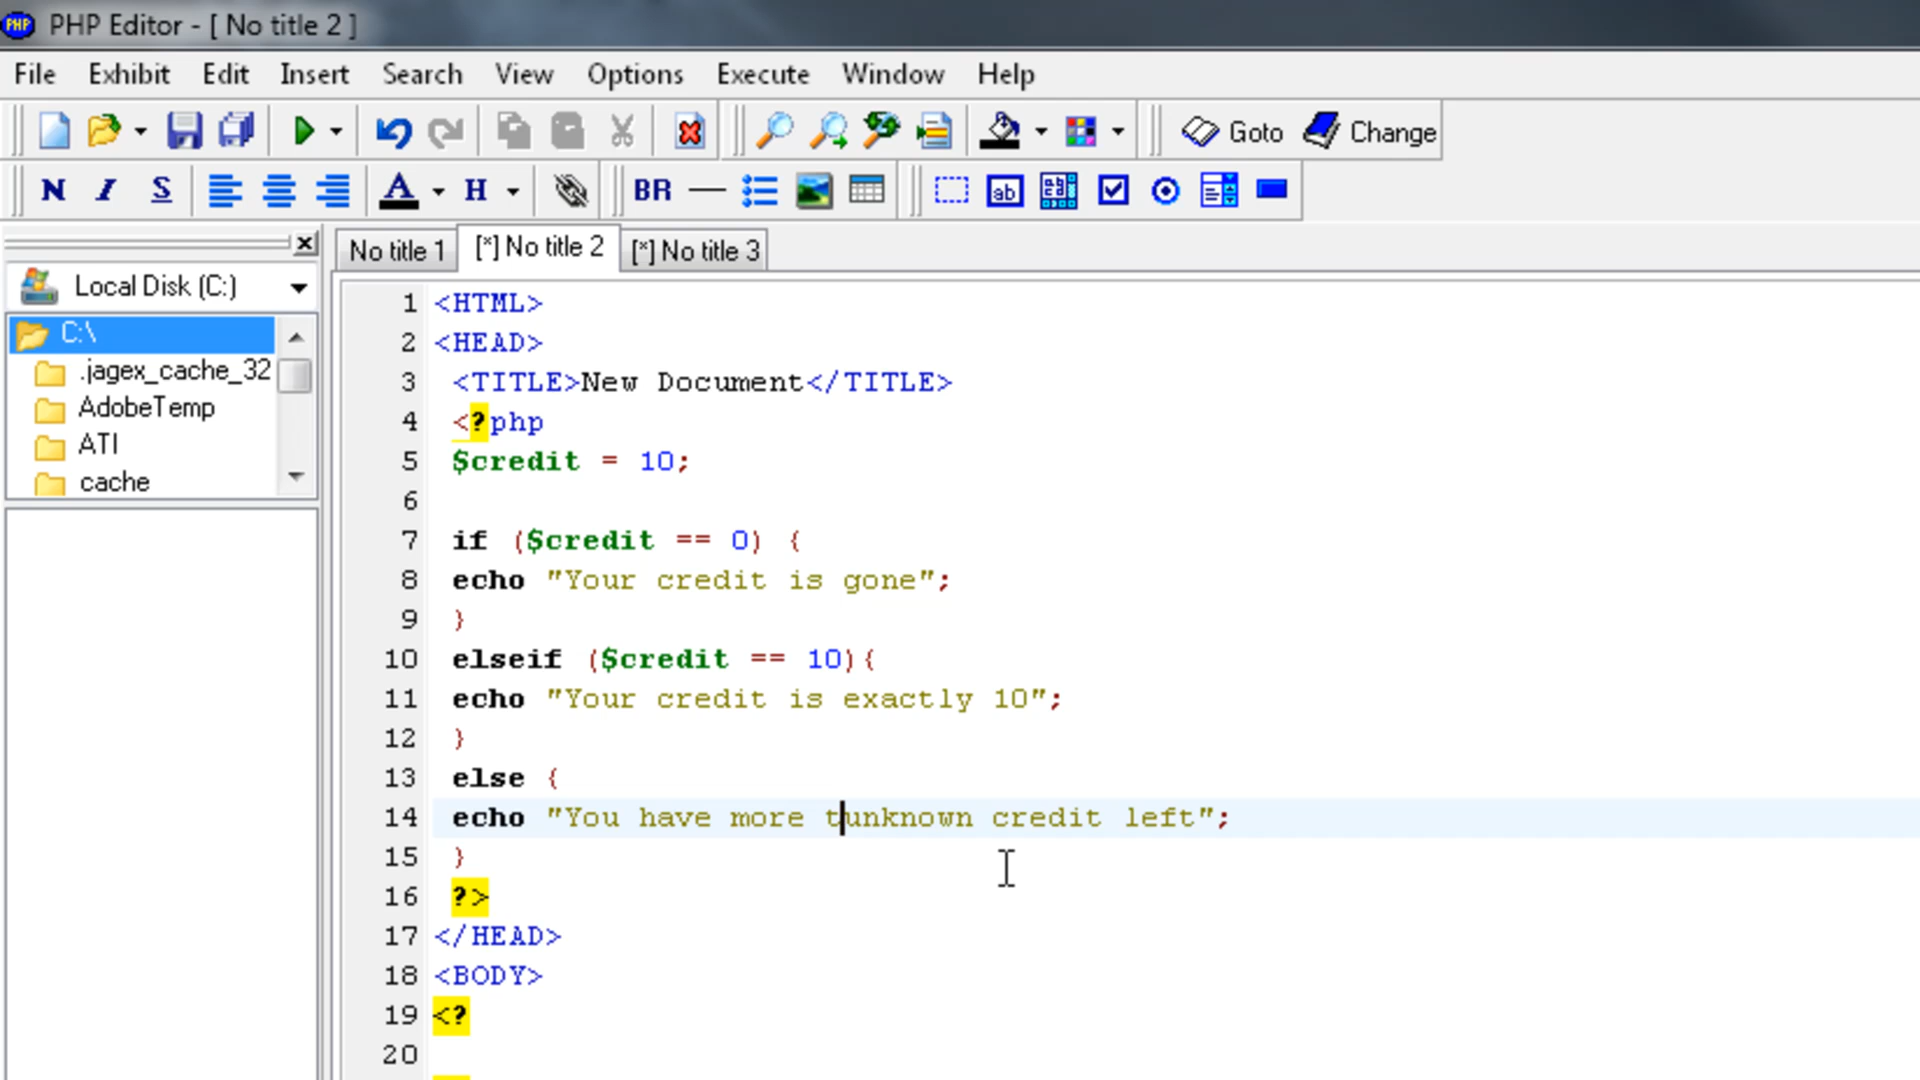 PHP PHP Editor - [ No title 2 ]
File Exhibit Edit Insert Search View Options Execute Window Help
Goto Change
N I S A H BR ab
No title 1 [*] No title 2 [*] No title 3
Local Disk (C:)
C:\
.jagex_cache_32
AdobeTemp
ATI
cache
1 <HTML>
2 <HEAD>
3 <TITLE>New Document</TITLE>
4 <?php
5 $credit = 10;
6
7 if ($credit == 0) {
8 echo "Your credit is gone";
9 }
10 elseif ($credit == 10){
11 echo "Your credit is exactly 10";
12 }
13 else {
14 echo "You have more tunknown credit left";
15 }
16 ?>
17 </HEAD>
18 <BODY>
19 <?
20